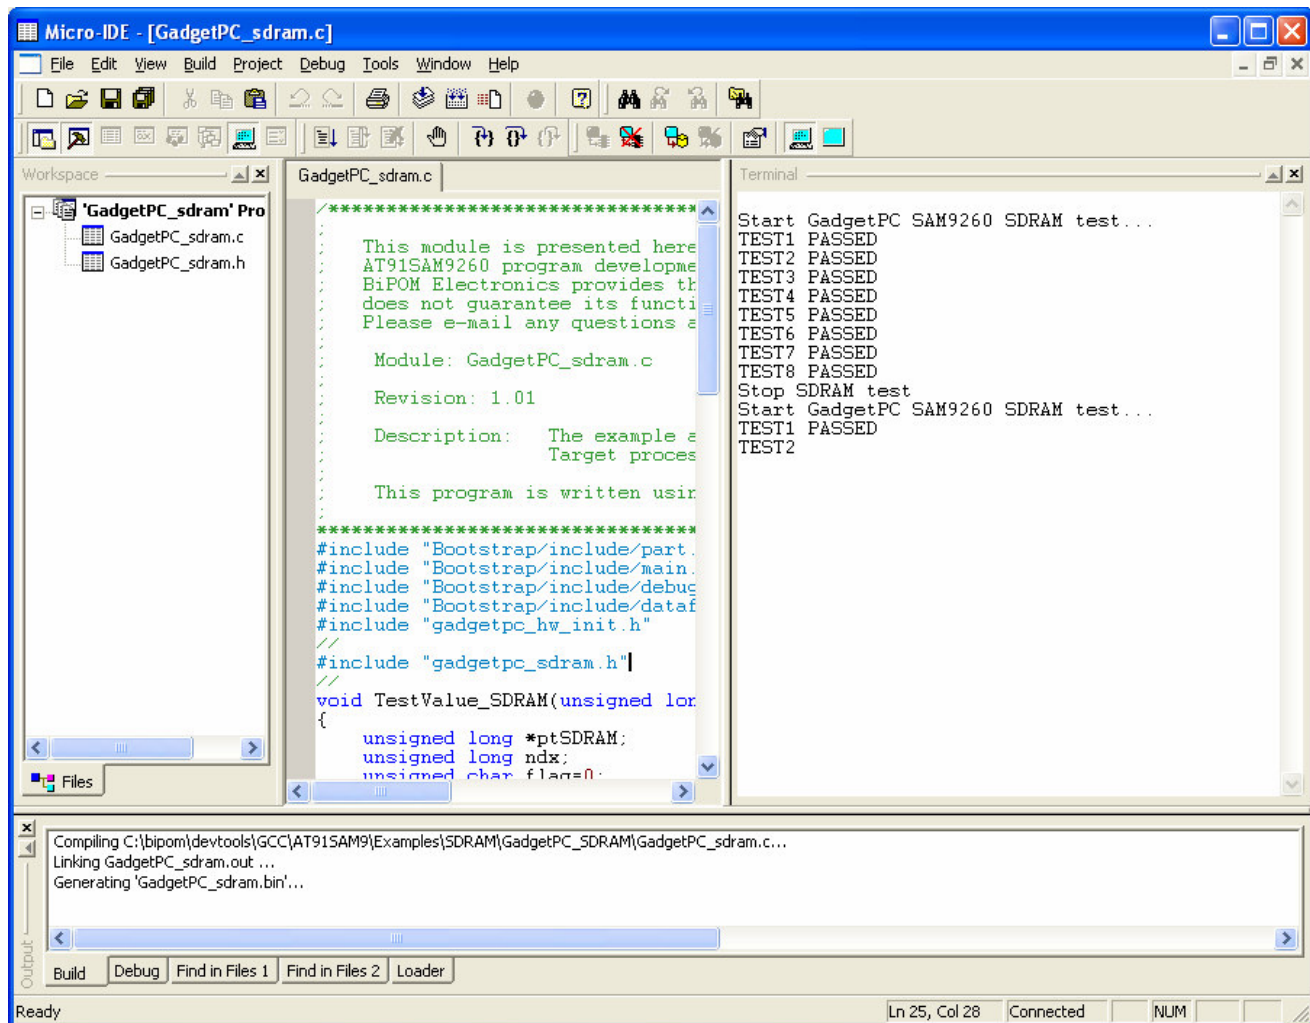 Micro-IDE - [GadgetPC_sdram.c]
File Edit View Build Project Debug Tools Window Help
Workspace
'GadgetPC_sdram' Pro
GadgetPC_sdram.c
GadgetPC_sdram.h
Files
GadgetPC_sdram.c
/*********************************
;
; This module is presented here
; AT91SAM9260 program developme
; BiPOM Electronics provides th
; does not guarantee its functi
; Please e-mail any questions a
;
; Module: GadgetPC_sdram.c
;
; Revision: 1.01
;
; Description: The example a
; Target proces
;
; This program is written usin
;
*********************************
#include "Bootstrap/include/part.
#include "Bootstrap/include/main.
#include "Bootstrap/include/debug
#include "Bootstrap/include/dataf
#include "gadgetpc_hw_init.h"
//
#include "gadgetpc_sdram.h"
//
void TestValue_SDRAM(unsigned lon
{
unsigned long *ptSDRAM;
unsigned long ndx;
unsigned char flag=0;
Terminal
Start GadgetPC SAM9260 SDRAM test...
TEST1 PASSED
TEST2 PASSED
TEST3 PASSED
TEST4 PASSED
TEST5 PASSED
TEST6 PASSED
TEST7 PASSED
TEST8 PASSED
Stop SDRAM test
Start GadgetPC SAM9260 SDRAM test...
TEST1 PASSED
TEST2
Compiling C:\bipom\devtools\GCC\AT91SAM9\Examples\SDRAM\GadgetPC_SDRAM\GadgetPC_sdram.c...
Linking GadgetPC_sdram.out ...
Generating 'GadgetPC_sdram.bin'...
Output
Build Debug Find in Files 1 Find in Files 2 Loader
Ready Ln 25, Col 28 Connected NUM